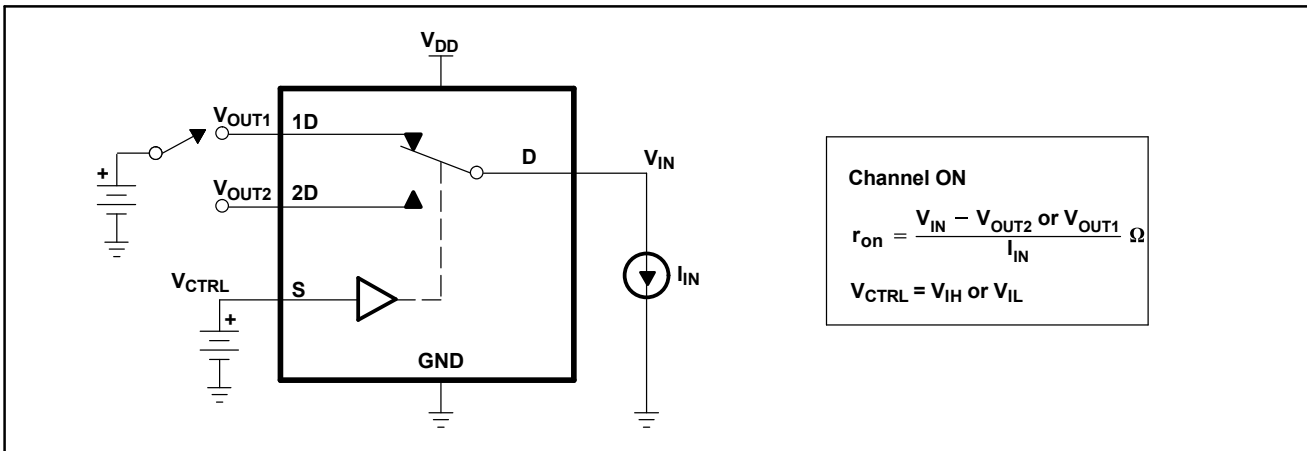 V_DD
V_OUT1 1D
D V_IN
+
V_OUT2 2D
V_CTRL S
+
I_IN
GND
Channel ON
r_on = (V_IN − V_OUT2 or V_OUT1) / I_IN Ω
V_CTRL = V_IH or V_IL